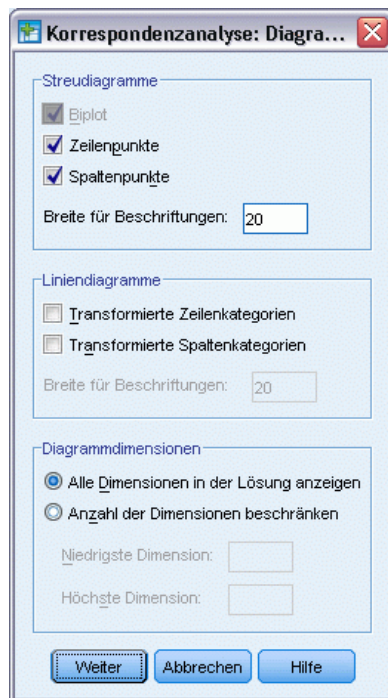 Korrespondenzanalyse: Diagra...
Streudiagramme
Biplot
Zeilenpunkte
Spaltenpunkte
Breite für Beschriftungen: 20
Liniendiagramme
Transformierte Zeilenkategorien
Transformierte Spaltenkategorien
Breite für Beschriftungen: 20
Diagrammdimensionen
Alle Dimensionen in der Lösung anzeigen
Anzahl der Dimensionen beschränken
Niedrigste Dimension:
Höchste Dimension:
Weiter Abbrechen Hilfe